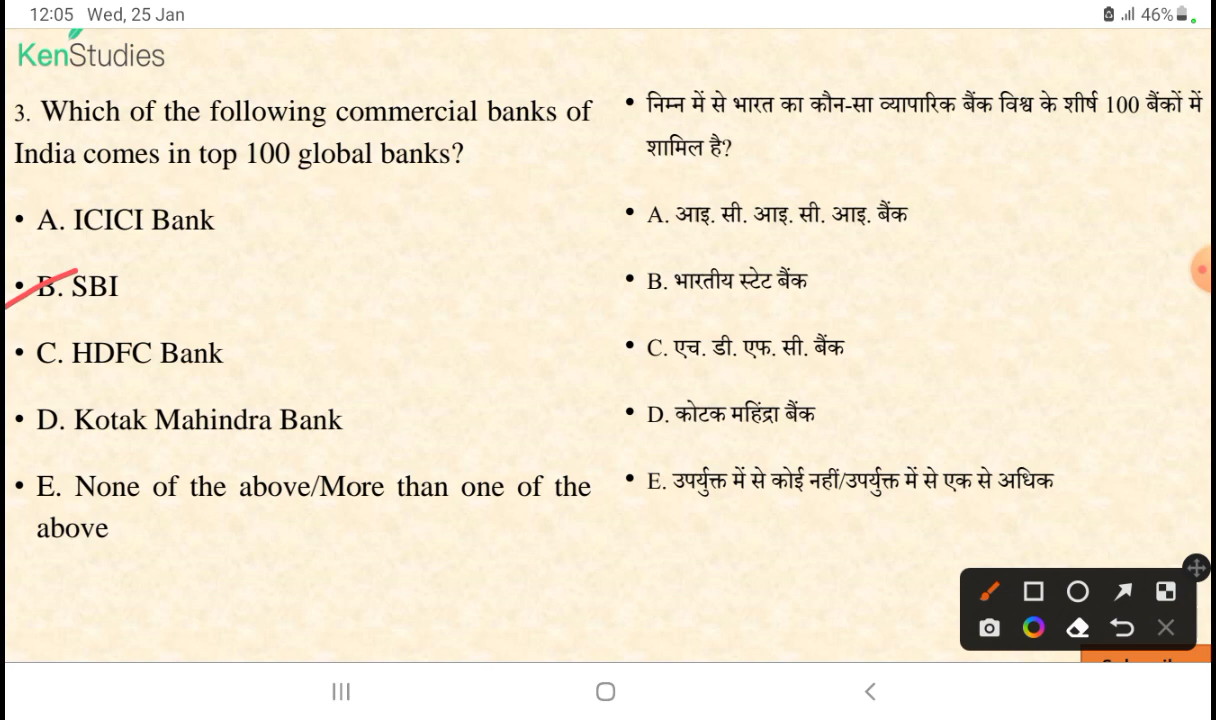 12:05 Wed, 25 Jan
46%
KenStudies
3. Which of the following commercial banks of
India comes in top 100 global banks?
• A. ICICI Bank
• B. SBI
• C. HDFC Bank
• D. Kotak Mahindra Bank
• E. None of the above/More than one of the
above
• निम्न में से भारत का कौन-सा व्यापारिक बैंक विश्व के शीर्ष 100 बैंकों में
शामिल है?
• A. आइ. सी. आइ. सी. आइ. बैंक
• B. भारतीय स्टेट बैंक
• C. एच. डी. एफ. सी. बैंक
• D. कोटक महिंद्रा बैंक
• E. उपर्युक्त में से कोई नहीं/उपर्युक्त में से एक से अधिक